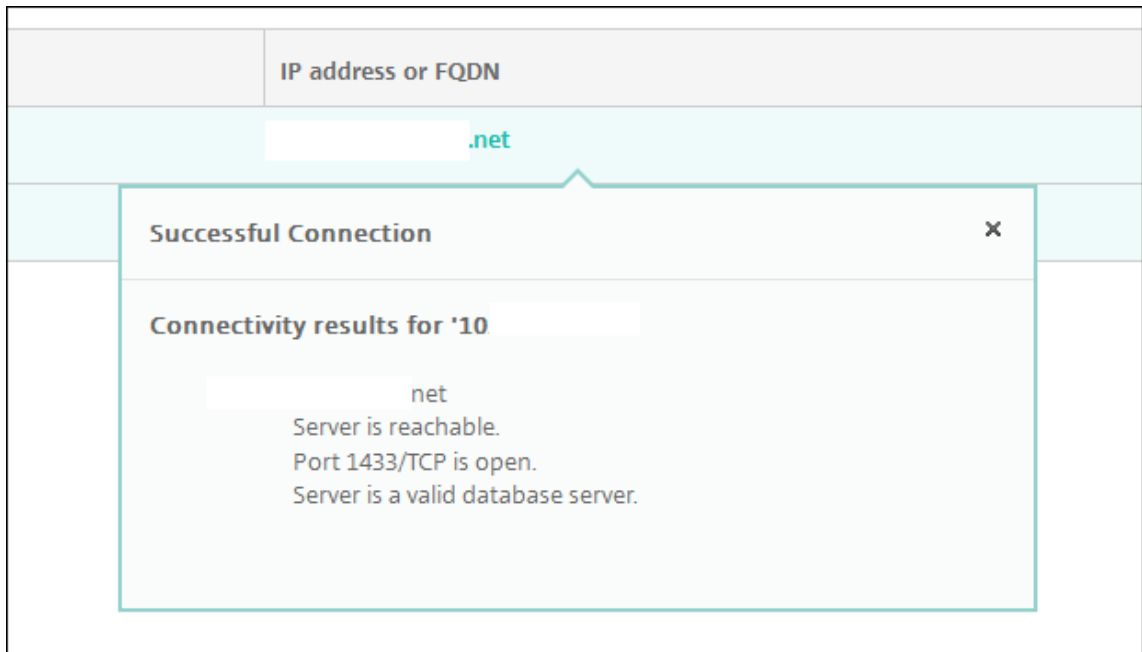 IP address or FQDN
.net
Successful Connection
Connectivity results for '10
net
Server is reachable.
Port 1433/TCP is open.
Server is a valid database server.